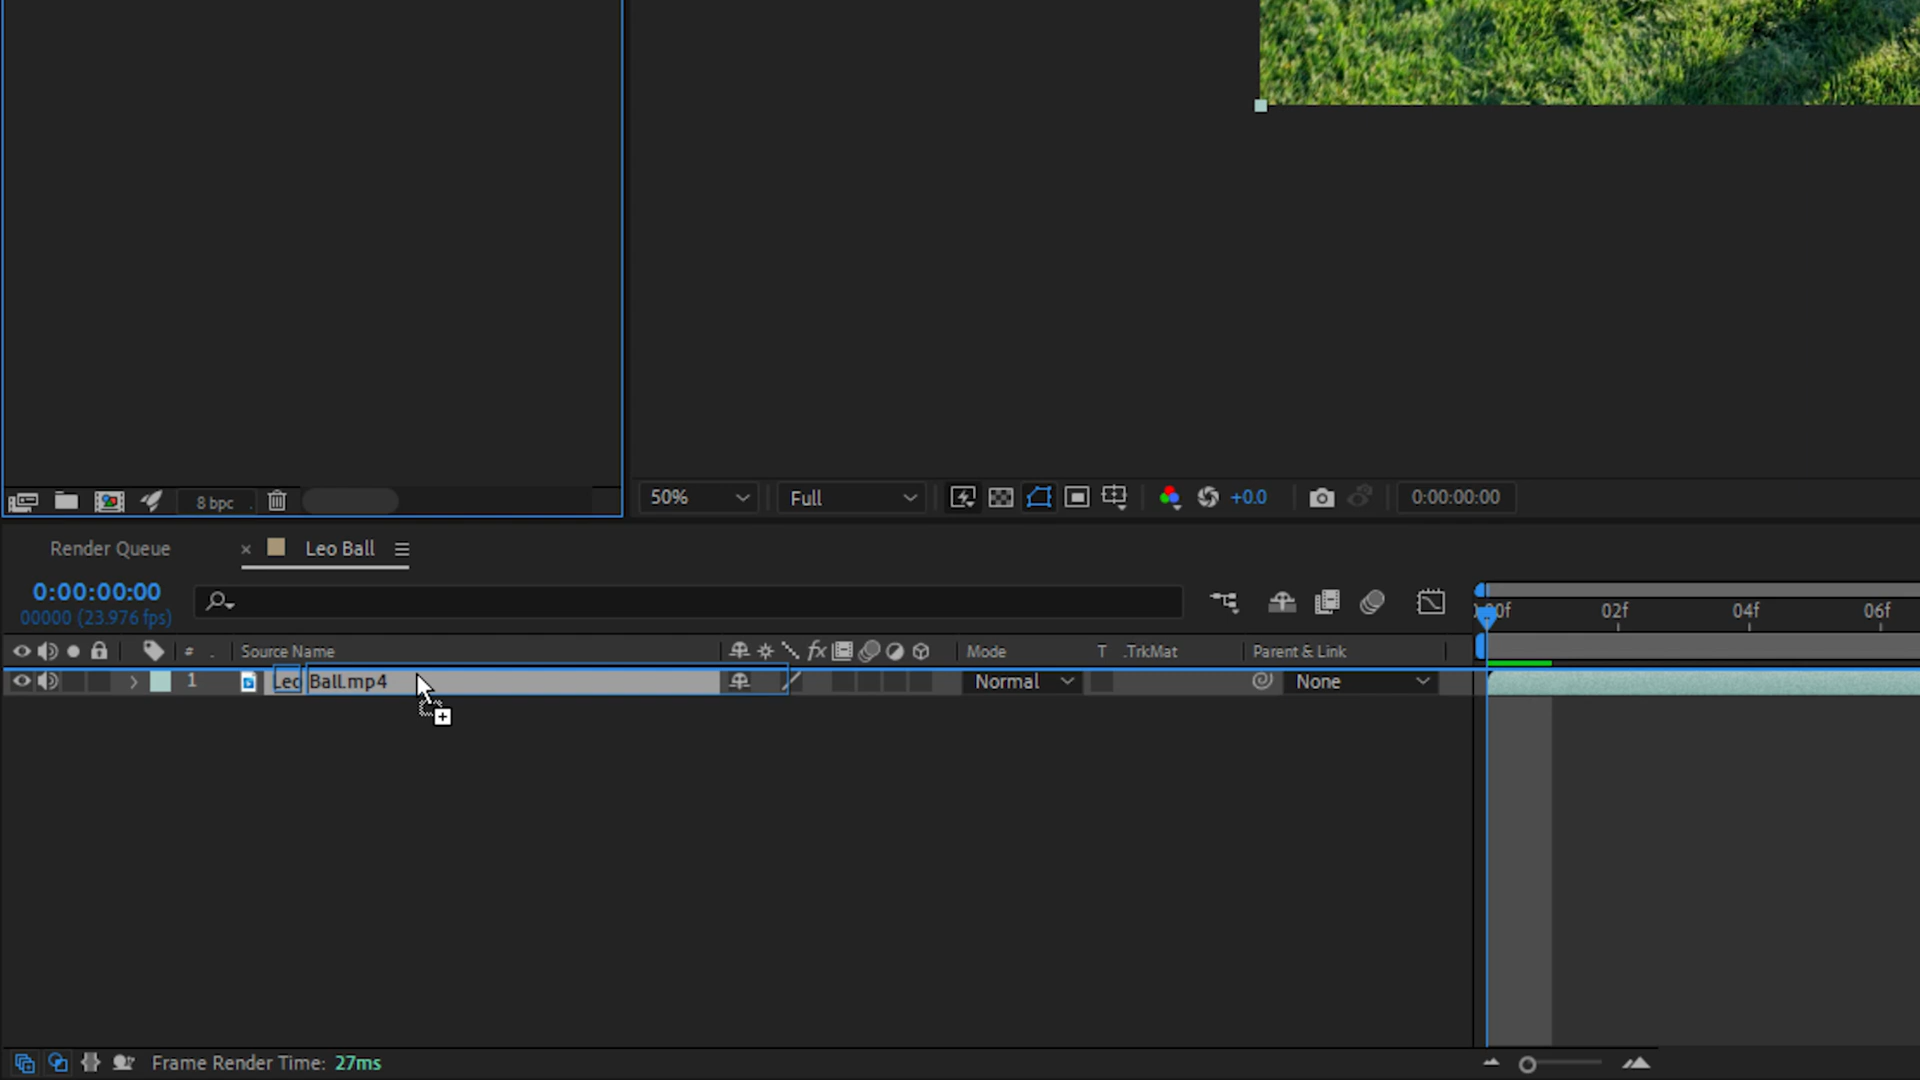 8 bpc
50%
Full
+0.0
0:00:00:00
Render Queue
× Leo Ball
0:00:00:00
00000 (23.976 fps)
02f
04f
06f
# . Source Name
fx
Mode
T .TrkMat
Parent & Link
1
Leo Ball.mp4
Normal
None
Frame Render Time: 27ms